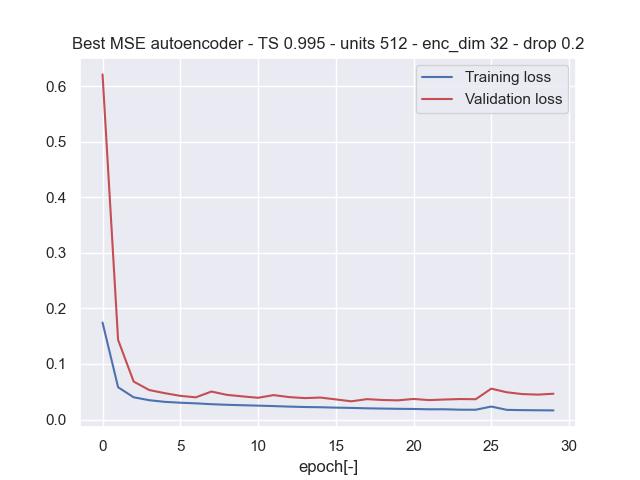 Best MSE autoencoder - TS 0.995 - units 512 - enc_dim 32 - drop 0.2
Training loss
Validation loss
0.6
0.5
0.4
0.3
0.2
0.1
0.0
0 5 10 15 20 25 30
epoch[-]